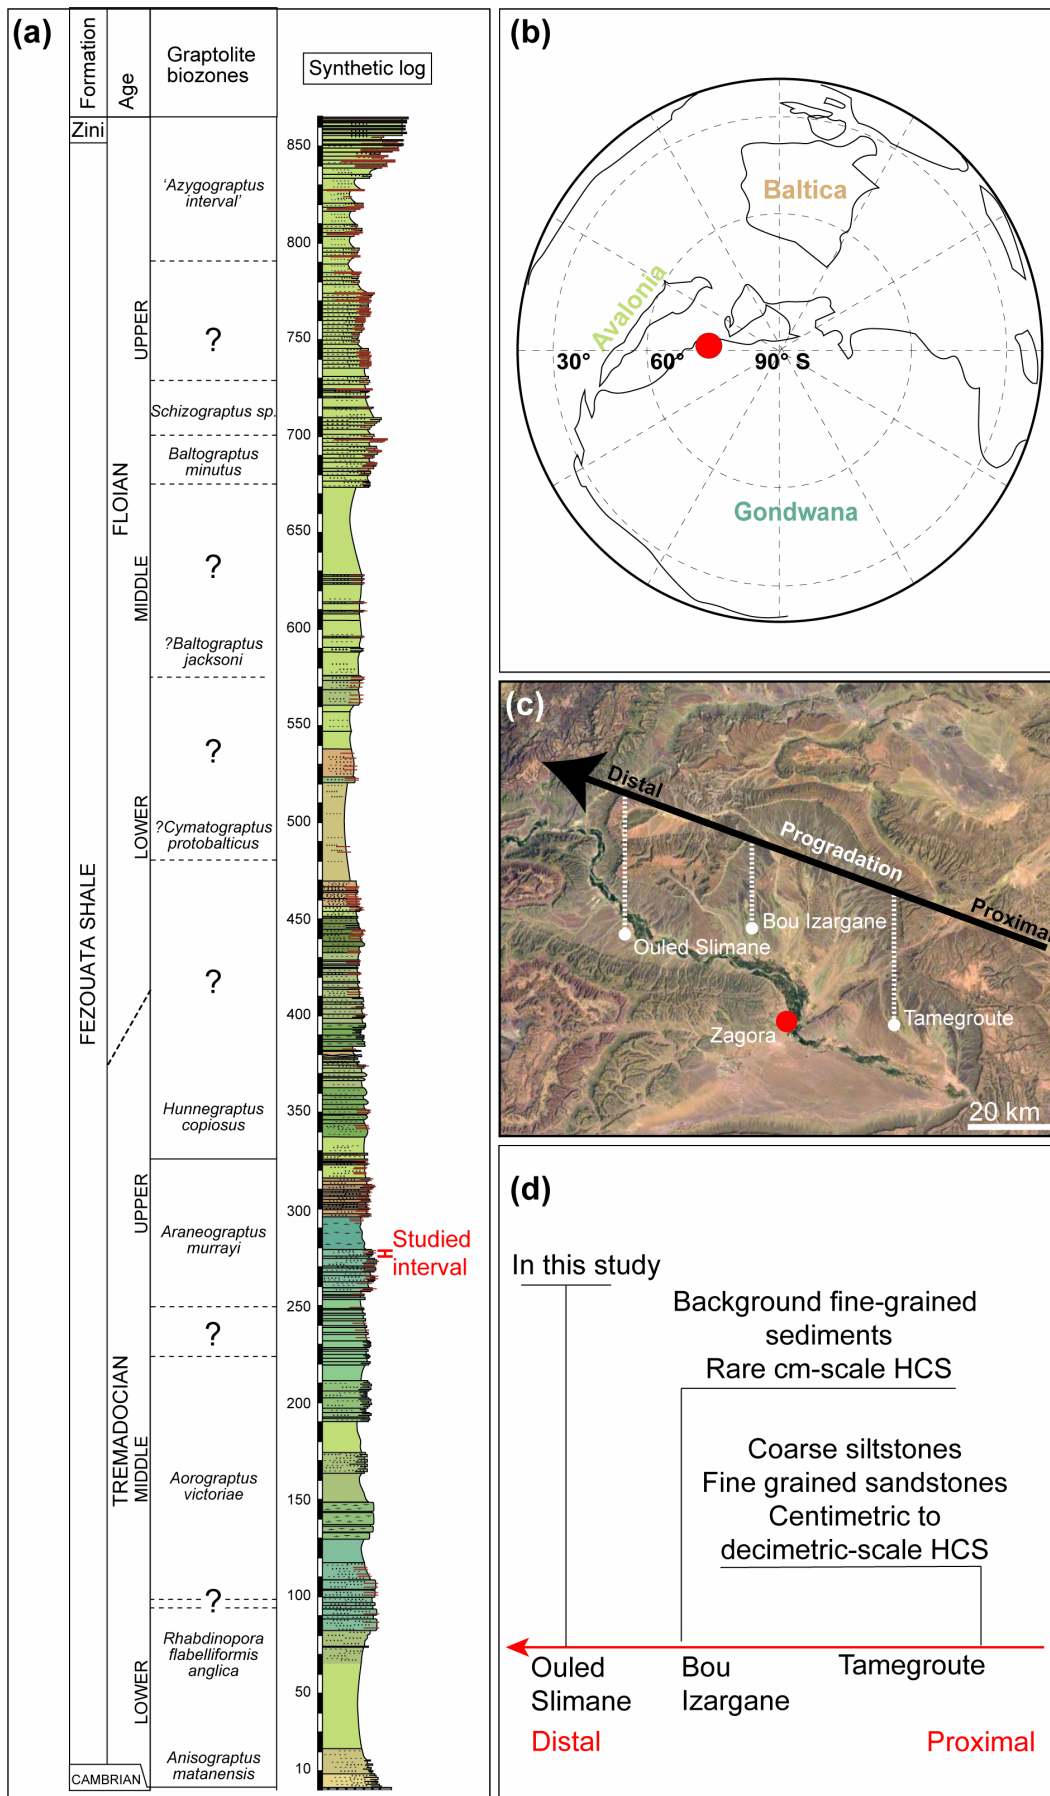 (a)
Formation
Age
Graptolite
biozones
Synthetic log
Zini
FEZOUATA SHALE
CAMBRIAN
FLOIAN
TREMADOCIAN
UPPER
MIDDLE
LOWER
UPPER
MIDDLE
LOWER
‘Azygograptus
interval’
?
Schizograptus sp.
Baltograptus
minutus
?
?Baltograptus
jacksoni
?
?Cymatograptus
protobalticus
?
Hunnegraptus
copiosus
Araneograptus
murrayi
?
Aorograptus
victoriae
?
Rhabdinopora
flabelliformis
anglica
Anisograptus
matanensis
850
800
750
700
650
600
550
500
450
400
350
300
250
200
150
100
50
10
Studied
interval
(b)
Baltica
Avalonia
30°
60°
90° S
Gondwana
(c)
Distal
Progradation
Proximal
Ouled Slimane
Bou Izargane
Tamegroute
Zagora
20 km
(d)
In this study
Background fine-grained
sediments
Rare cm-scale HCS
Coarse siltstones
Fine grained sandstones
Centimetric to
decimetric-scale HCS
Ouled
Slimane
Bou
Izargane
Tamegroute
Distal
Proximal